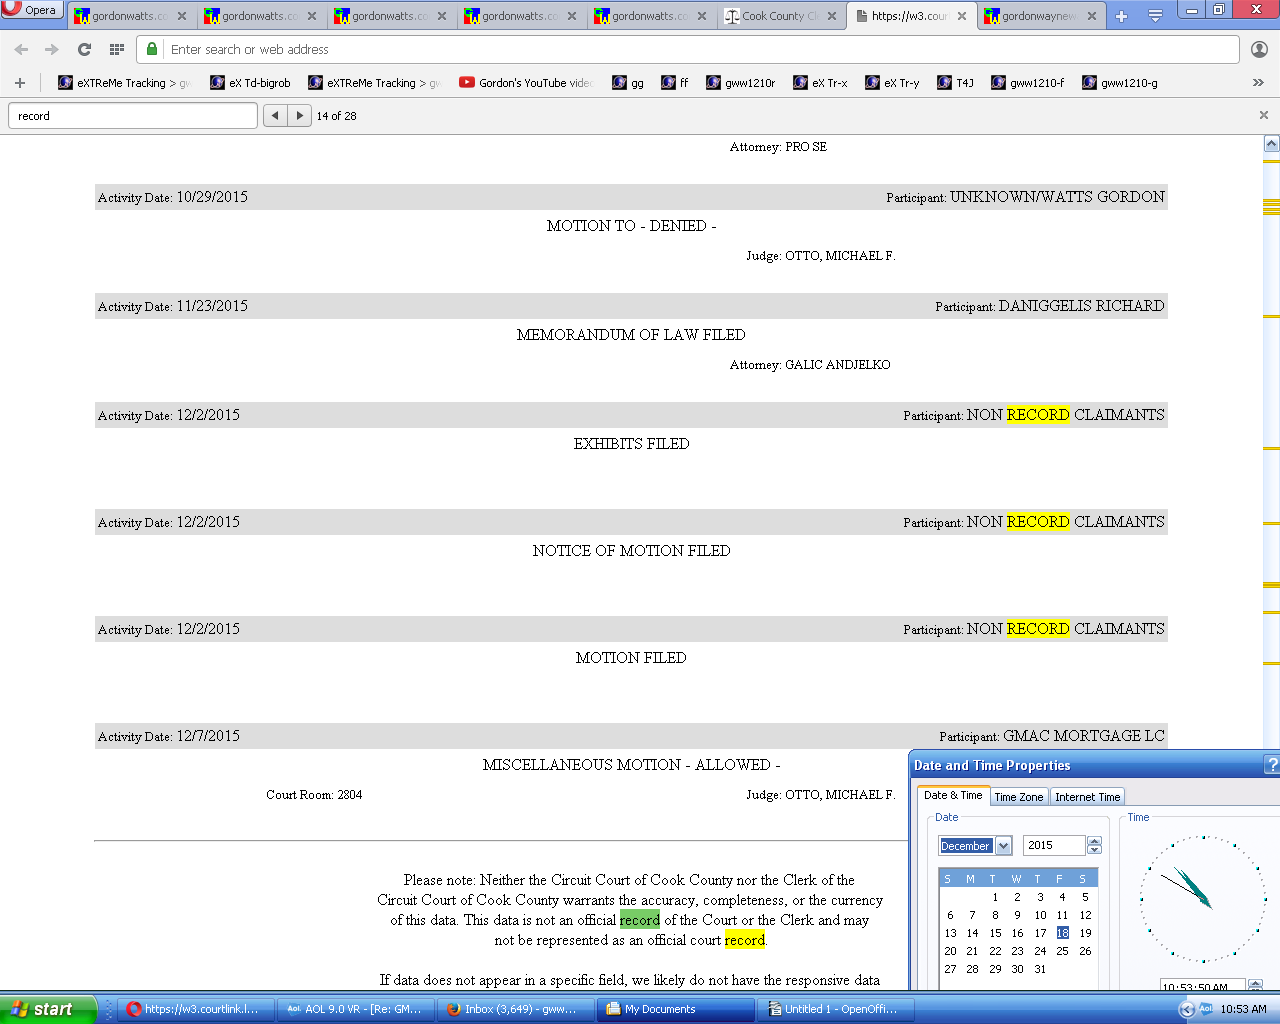 Opera
gordonwatts.co
gordonwatts.co
gordonwatts.co
gordonwatts.co
gordonwatts.co
Cook County Cl
https://w3.cour
gordonwaynew
Enter search or web address
eXTReMe Tracking > gw
eX Td-bigrob
eXTReMe Tracking > gw
Gordon's YouTube video
gg
ff
gww1210r
eX Tr-x
eX Tr-y
T4J
gww1210-f
gww1210-g
record
14 of 28
Attorney: PRO SE
Activity Date: 10/29/2015 Participant: UNKNOWN/WATTS GORDON
MOTION TO - DENIED -
Judge: OTTO, MICHAEL F.
Activity Date: 11/23/2015 Participant: DANIGGELIS RICHARD
MEMORANDUM OF LAW FILED
Attorney: GALIC ANDJELKO
Activity Date: 12/2/2015 Participant: NON RECORD CLAIMANTS
EXHIBITS FILED
Activity Date: 12/2/2015 Participant: NON RECORD CLAIMANTS
NOTICE OF MOTION FILED
Activity Date: 12/2/2015 Participant: NON RECORD CLAIMANTS
MOTION FILED
Activity Date: 12/7/2015 Participant: GMAC MORTGAGE LC
MISCELLANEOUS MOTION - ALLOWED -
Court Room: 2804 Judge: OTTO, MICHAEL F.
Please note: Neither the Circuit Court of Cook County nor the Clerk of the
Circuit Court of Cook County warrants the accuracy, completeness, or the currency
of this data. This data is not an official record of the Court or the Clerk and may
not be represented as an official court record.
If data does not appear in a specific field, we likely do not have the responsive data
Date and Time Properties
Date & Time Time Zone Internet Time
Date
Time
December 2015
S M T W T F S
1 2 3 4 5
6 7 8 9 10 11 12
13 14 15 16 17 18 19
20 21 22 23 24 25 26
27 28 29 30 31
10:53:50 AM
start
https://w3.courtlink.l...
AOL 9.0 VR - [Re: GM...
Inbox (3,649) - gww...
My Documents
Untitled 1 - OpenOffi...
10:53 AM